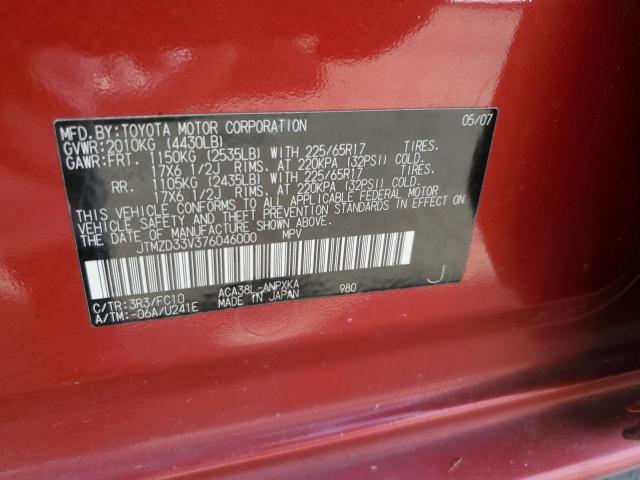 MFD.BY:TOYOTA MOTOR CORPORATION 05/07
GVWR:2010KG (4430LB)
GAWR:FRT. 1150KG (2535LB) WITH 225/65R17 TIRES.
17X6 1/2J RIMS. AT 220KPA (32PSI) COLD.
RR. 1105KG (2435LB) WITH 225/65R17 TIRES.
17X6 1/2J RIMS. AT 220KPA (32PSI) COLD.
THIS VEHICLE CONFORMS TO ALL APPLICABLE FEDERAL MOTOR
VEHICLE SAFETY AND THEFT PREVENTION STANDARDS IN EFFECT ON
THE DATE OF MANUFACTURE SHOWN ABOVE.
JTMZD33V376046000 MPV
C/TR:3R3/FC10 ACA38L-ANPXKA J
A/TM:-06A/U241E MADE IN JAPAN 980